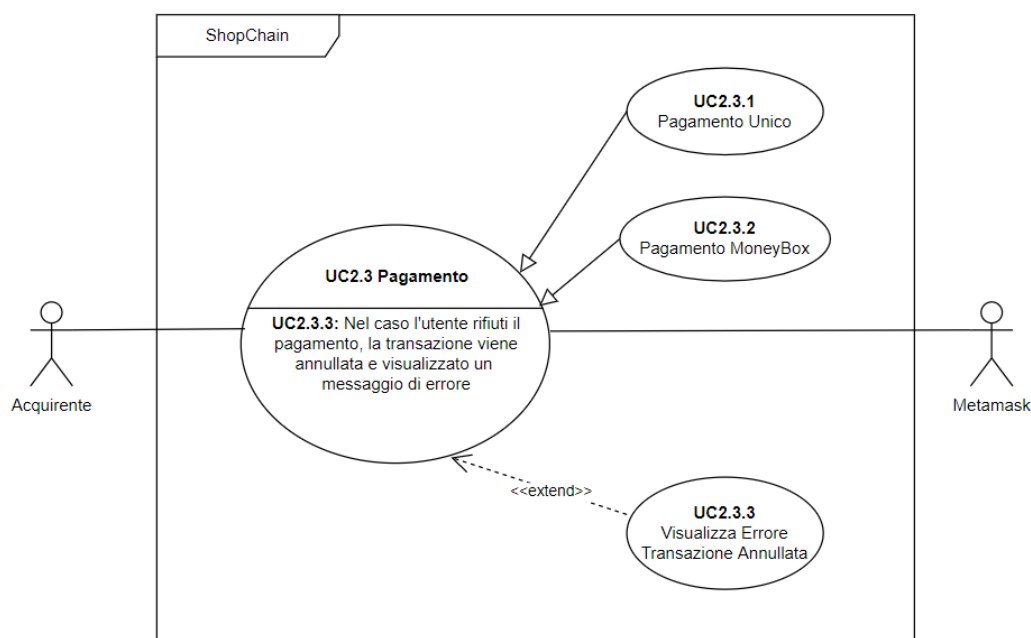 ShopChain
UC2.3.1
Pagamento Unico
UC2.3.2
Pagamento MoneyBox
UC2.3 Pagamento
UC2.3.3: Nel caso l'utente rifiuti il
pagamento, la transazione viene
annullata e visualizzato un
messaggio di errore
Acquirente
Metamask
<<extend>>
UC2.3.3
Visualizza Errore
Transazione Annullata